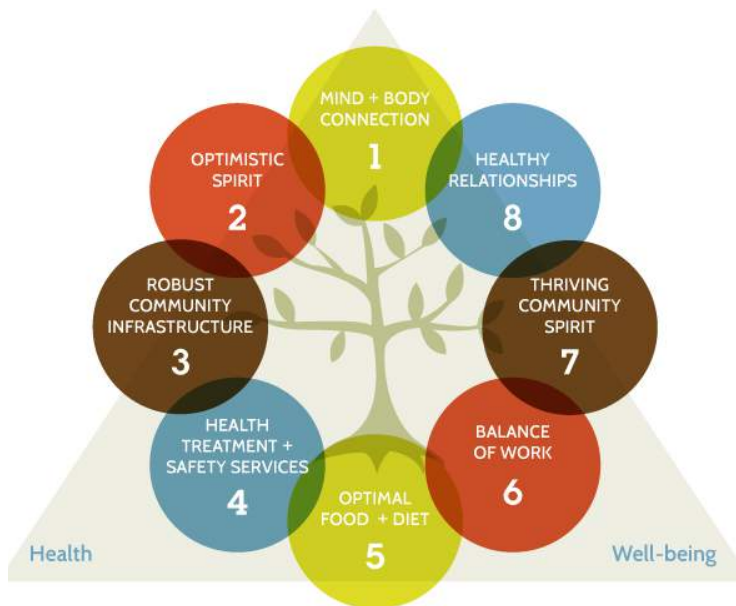 MIND + BODY
CONNECTION
1
OPTIMISTIC
SPIRIT
2
ROBUST
COMMUNITY
INFRASTRUCTURE
3
HEALTH
TREATMENT +
SAFETY SERVICES
4
OPTIMAL
FOOD + DIET
5
BALANCE
OF WORK
6
THRIVING
COMMUNITY
SPIRIT
7
HEALTHY
RELATIONSHIPS
8
Health
Well-being